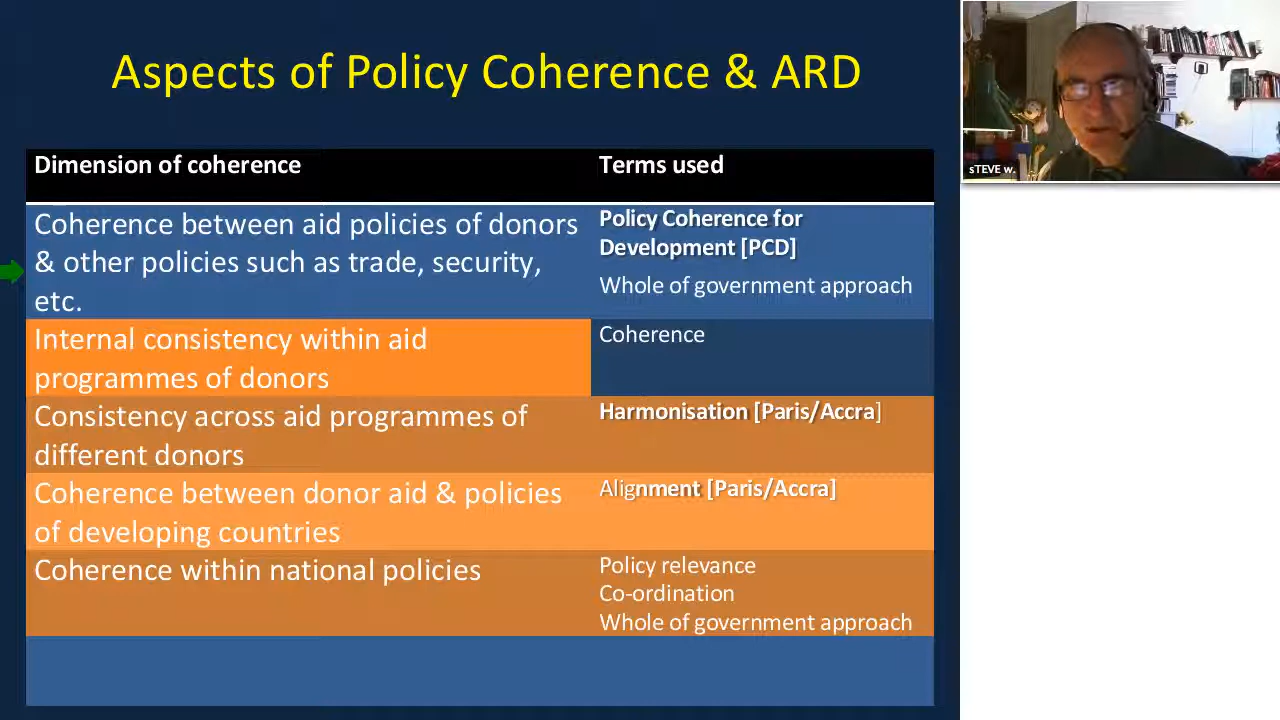 Aspects of Policy Coherence & ARD
Dimension of coherence
Terms used
Coherence between aid policies of donors
& other policies such as trade, security,
etc.
Policy Coherence for
Development [PCD]
Whole of government approach
Internal consistency within aid
programmes of donors
Coherence
Consistency across aid programmes of
different donors
Harmonisation [Paris/Accra]
Coherence between donor aid & policies
of developing countries
Alignment [Paris/Accra]
Coherence within national policies
Policy relevance
Co-ordination
Whole of government approach
sTEVE w.